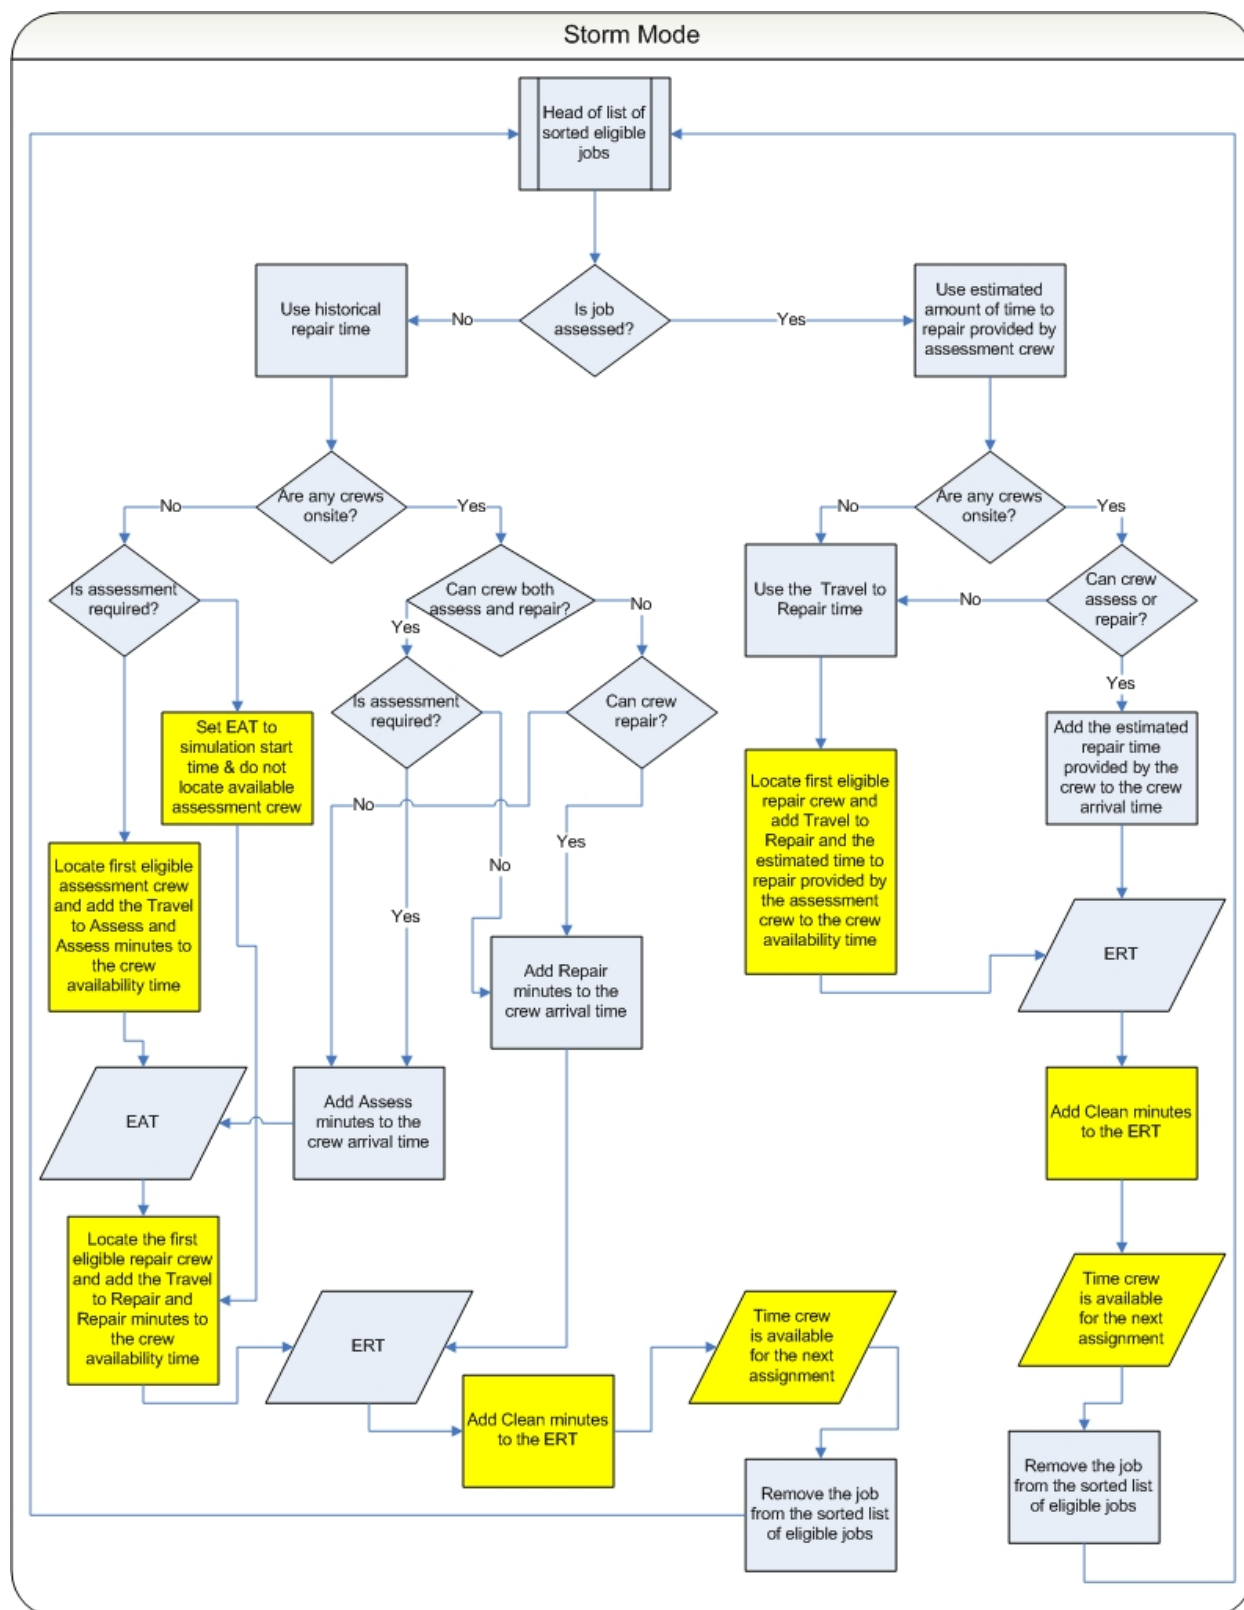 Storm Mode
Head of list of
sorted eligible
jobs
Use historical
repair time
No
Is job
assessed?
Yes
Use estimated
amount of time to
repair provided by
assessment crew
Are any crews
onsite?
No
Yes
Are any crews
onsite?
No
Yes
Is assessment
required?
Can crew both
assess and repair?
No
Yes
Use the Travel to
Repair time
No
Can crew
assess or
repair?
Yes
Set EAT to
simulation start
time & do not
locate available
assessment crew
Is assessment
required?
Can crew
repair?
No
Yes
No
Yes
Add the estimated
repair time
provided by the
crew to the crew
arrival time
Locate first eligible
repair crew and
add Travel to
Repair and the
estimated time to
repair provided by
the assessment
crew to the crew
availability time
Locate first eligible
assessment crew
and add the Travel
to Assess and
Assess minutes to
the crew
availability time
Add Repair
minutes to the
crew arrival time
ERT
EAT
Add Assess
minutes to the
crew arrival time
Add Clean minutes
to the ERT
Locate the first
eligible repair crew
and add the Travel
to Repair and
Repair minutes to
the crew
availability time
ERT
Time crew
is available
for the next
assignment
Time crew
is available
for the next
assignment
Add Clean minutes
to the ERT
Remove the job
from the sorted list
of eligible jobs
Remove the job
from the sorted list
of eligible jobs